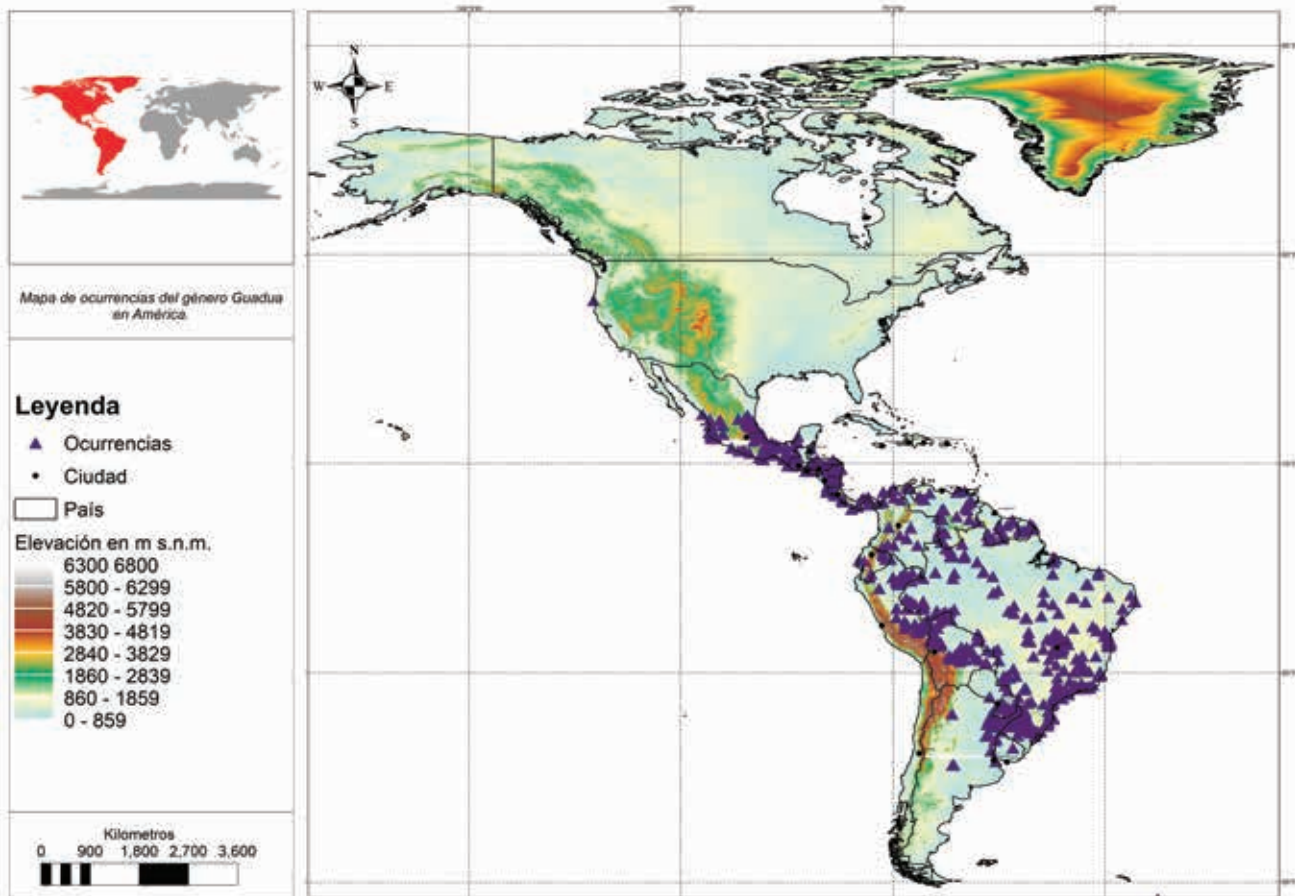 N
W E
S
Mapa de ocurrencias del género Guadua
en América.
Leyenda
Ocurrencias
Ciudad
País
Elevación en m s.n.m.
6300 6800
5800 - 6299
4820 - 5799
3830 - 4819
2840 - 3829
1860 - 2839
860 - 1859
0 - 859
Kilometros
0 900 1,800 2,700 3,600